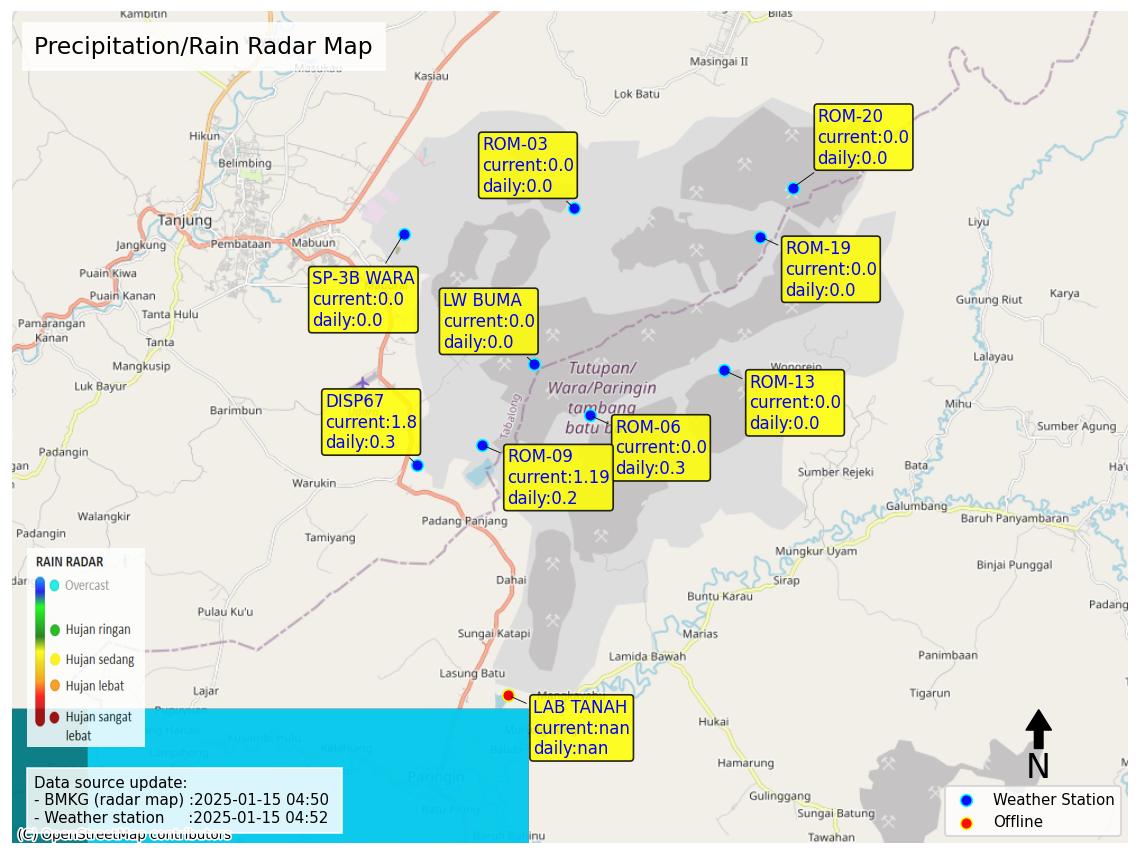 Precipitation/Rain Radar Map
Kambitin
Bilas
Masukau
Kasiau
Masingai II
Lok Batu
Hikun
Belimbing
ROM-03
current:0.0
daily:0.0
ROM-20
current:0.0
daily:0.0
Tanjung
Jangkung
Pembataan
Mabuun
Liyu
ROM-19
current:0.0
daily:0.0
Puain Kiwa
Puain Kanan
SP-3B WARA
current:0.0
daily:0.0
LW BUMA
current:0.0
daily:0.0
Tanta Hulu
Pamarangan
Kanan
Tanta
Gunung Riut
Karya
Lalayau
Mangkusip
Luk Bayur
Tutupan/
Wara/Paringin
tambang
batu b
Wonorejo
ROM-13
current:0.0
daily:0.0
Mihu
Barimbun
DISP67
current:1.8
daily:0.3
Tabalong
ROM-06
current:0.0
daily:0.3
Sumber Agung
Padangin
ROM-09
current:1.19
daily:0.2
Sumber Rejeki
Bata
Warukin
Galumbang
Baruh Panyambaran
Walangkir
Padangin
Padang Panjang
Tamiyang
Mungkur Uyam
Binjai Punggal
Sirap
Dahai
Buntu Karau
Padang
Pulau Ku'u
Sungai Katapi
Marias
Lamida Bawah
Panimbaan
Lasung Batu
Lajar
Tigarun
RAIN RADAR
Overcast
Hujan ringan
Hujan sedang
Hujan lebat
Hujan sangat
lebat
LAB TANAH
current:nan
daily:nan
Hukai
Hamarung
Paringin
Gulinggang
Sungai Batung
Tawahan
N
Data source update:
- BMKG (radar map) :2025-01-15 04:50
- Weather station :2025-01-15 04:52
(C) OpenStreetMap contributors
Weather Station
Offline